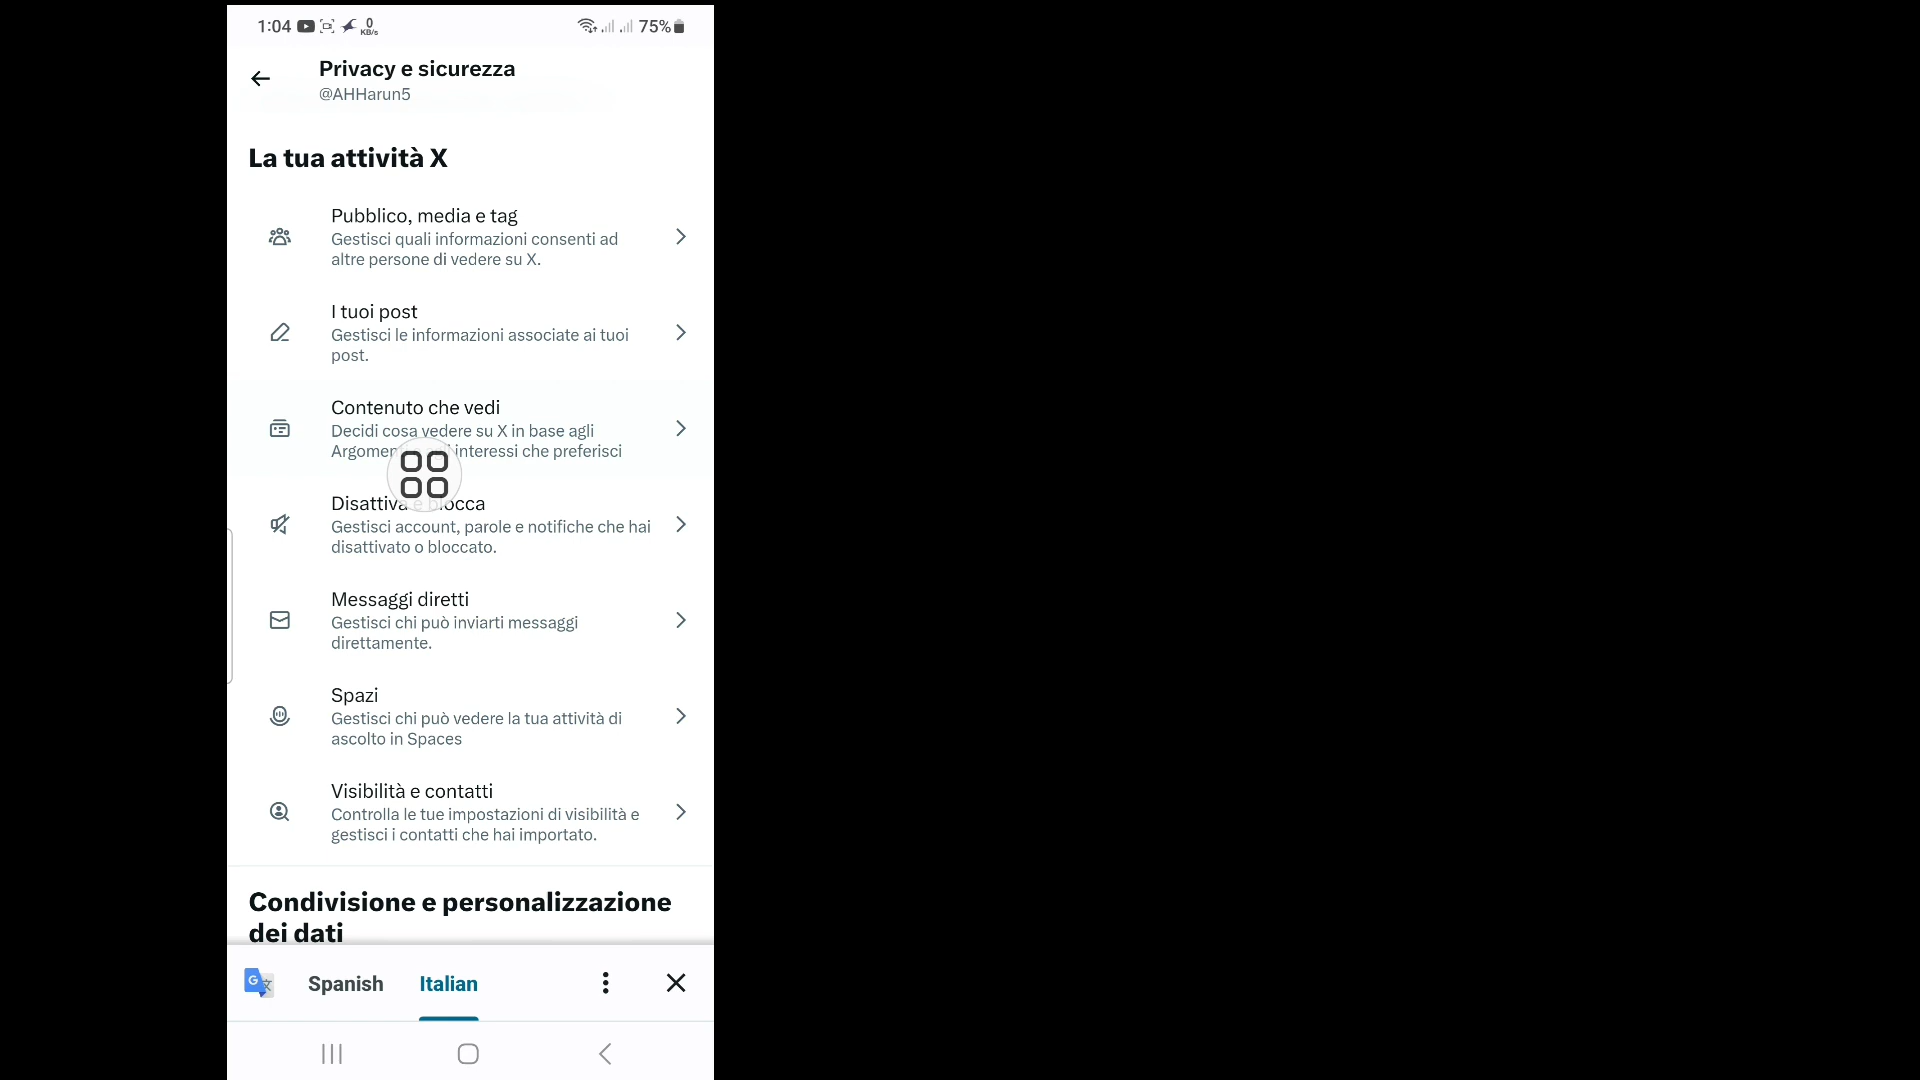 1:04 0 KB/s 75%
Privacy e sicurezza
@AHHarun5
La tua attività X
Pubblico, media e tag
Gestisci quali informazioni consenti ad
altre persone di vedere su X.
I tuoi post
Gestisci le informazioni associate ai tuoi
post.
Contenuto che vedi
Decidi cosa vedere su X in base agli
interessi che preferisci
Disattiva e blocca
Gestisci account, parole e notifiche che hai
disattivato o bloccato.
Messaggi diretti
Gestisci chi può inviarti messaggi
direttamente.
Spazi
Gestisci chi può vedere la tua attività di
ascolto in Spaces
Visibilità e contatti
Controlla le tue impostazioni di visibilità e
gestisci i contatti che hai importato.
Condivisione e personalizzazione
dei dati
Spanish Italian